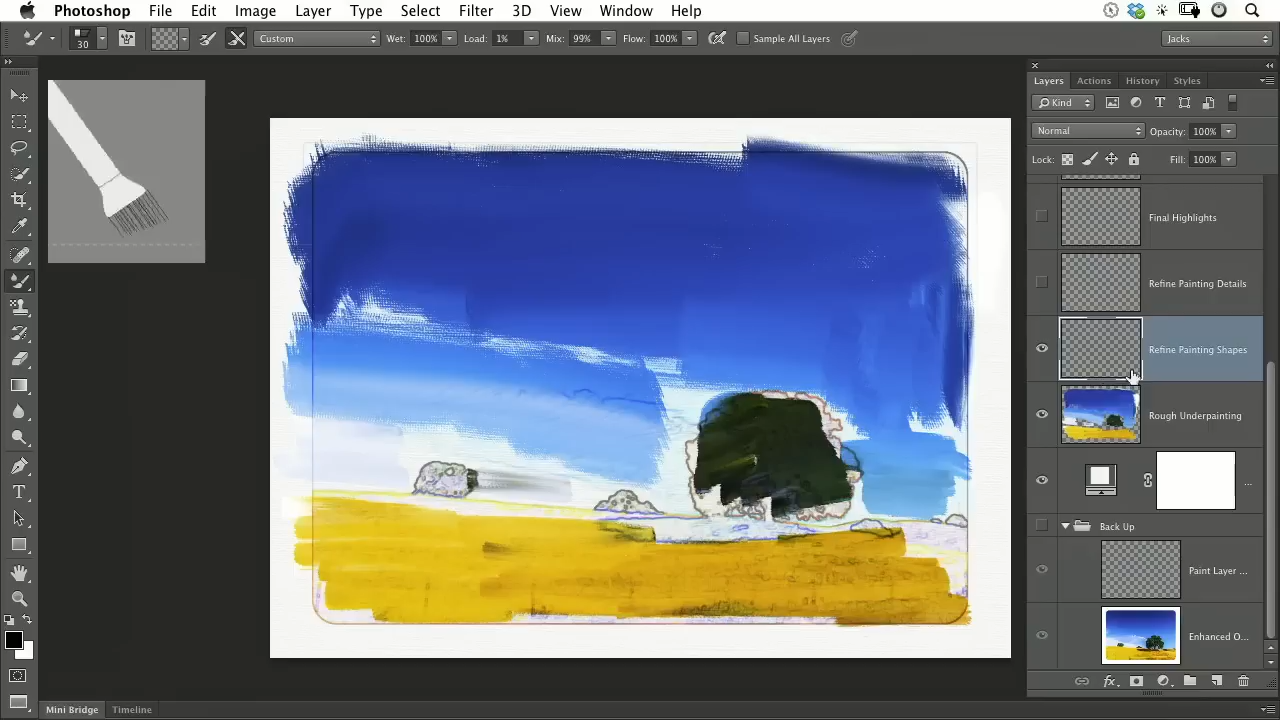 Photoshop File Edit Image Layer Type Select Filter 3D View Window Help
30 Custom Wet: 100% Load: 1% Mix: 99% Flow: 100% Sample All Layers Jacks
Layers Actions History Styles
Kind
Normal Opacity: 100%
Lock: Fill: 100%
Final Highlights
Refine Painting Details
Refine Painting Shapes
Rough Underpainting
...
Back Up
Paint Layer ...
Enhanced O...
fx
Mini Bridge Timeline